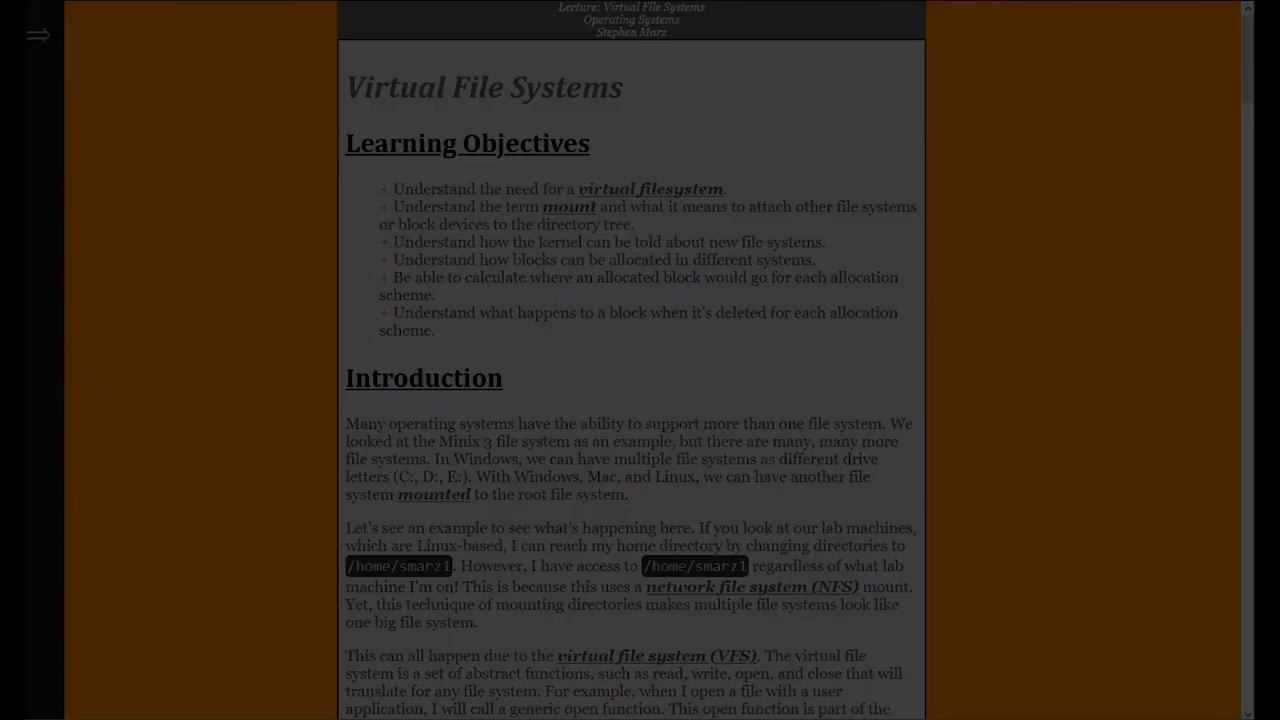 Lecture: Virtual File Systems
Operating Systems
Stephen Marz
⇒
Virtual File Systems
Learning Objectives
+ Understand the need for a virtual filesystem.
+ Understand the term mount and what it means to attach other file systems
or block devices to the directory tree.
+ Understand how the kernel can be told about new file systems.
+ Understand how blocks can be allocated in different systems.
+ Be able to calculate where an allocated block would go for each allocation
scheme.
+ Understand what happens to a block when it's deleted for each allocation
scheme.
Introduction
Many operating systems have the ability to support more than one file system. We
looked at the Minix 3 file system as an example, but there are many, many more
file systems. In Windows, we can have multiple file systems as different drive
letters (C:, D:, E:). With Windows, Mac, and Linux, we can have another file
system mounted to the root file system.
Let's see an example to see what's happening here. If you look at our lab machines,
which are Linux-based, I can reach my home directory by changing directories to
/home/smarz1. However, I have access to /home/smarz1 regardless of what lab
machine I'm on! This is because this uses a network file system (NFS) mount.
Yet, this technique of mounting directories makes multiple file systems look like
one big file system.
This can all happen due to the virtual file system (VFS). The virtual file
system is a set of abstract functions, such as read, write, open, and close that will
translate for any file system. For example, when I open a file with a user
application, I will call a generic open function. This open function is part of the